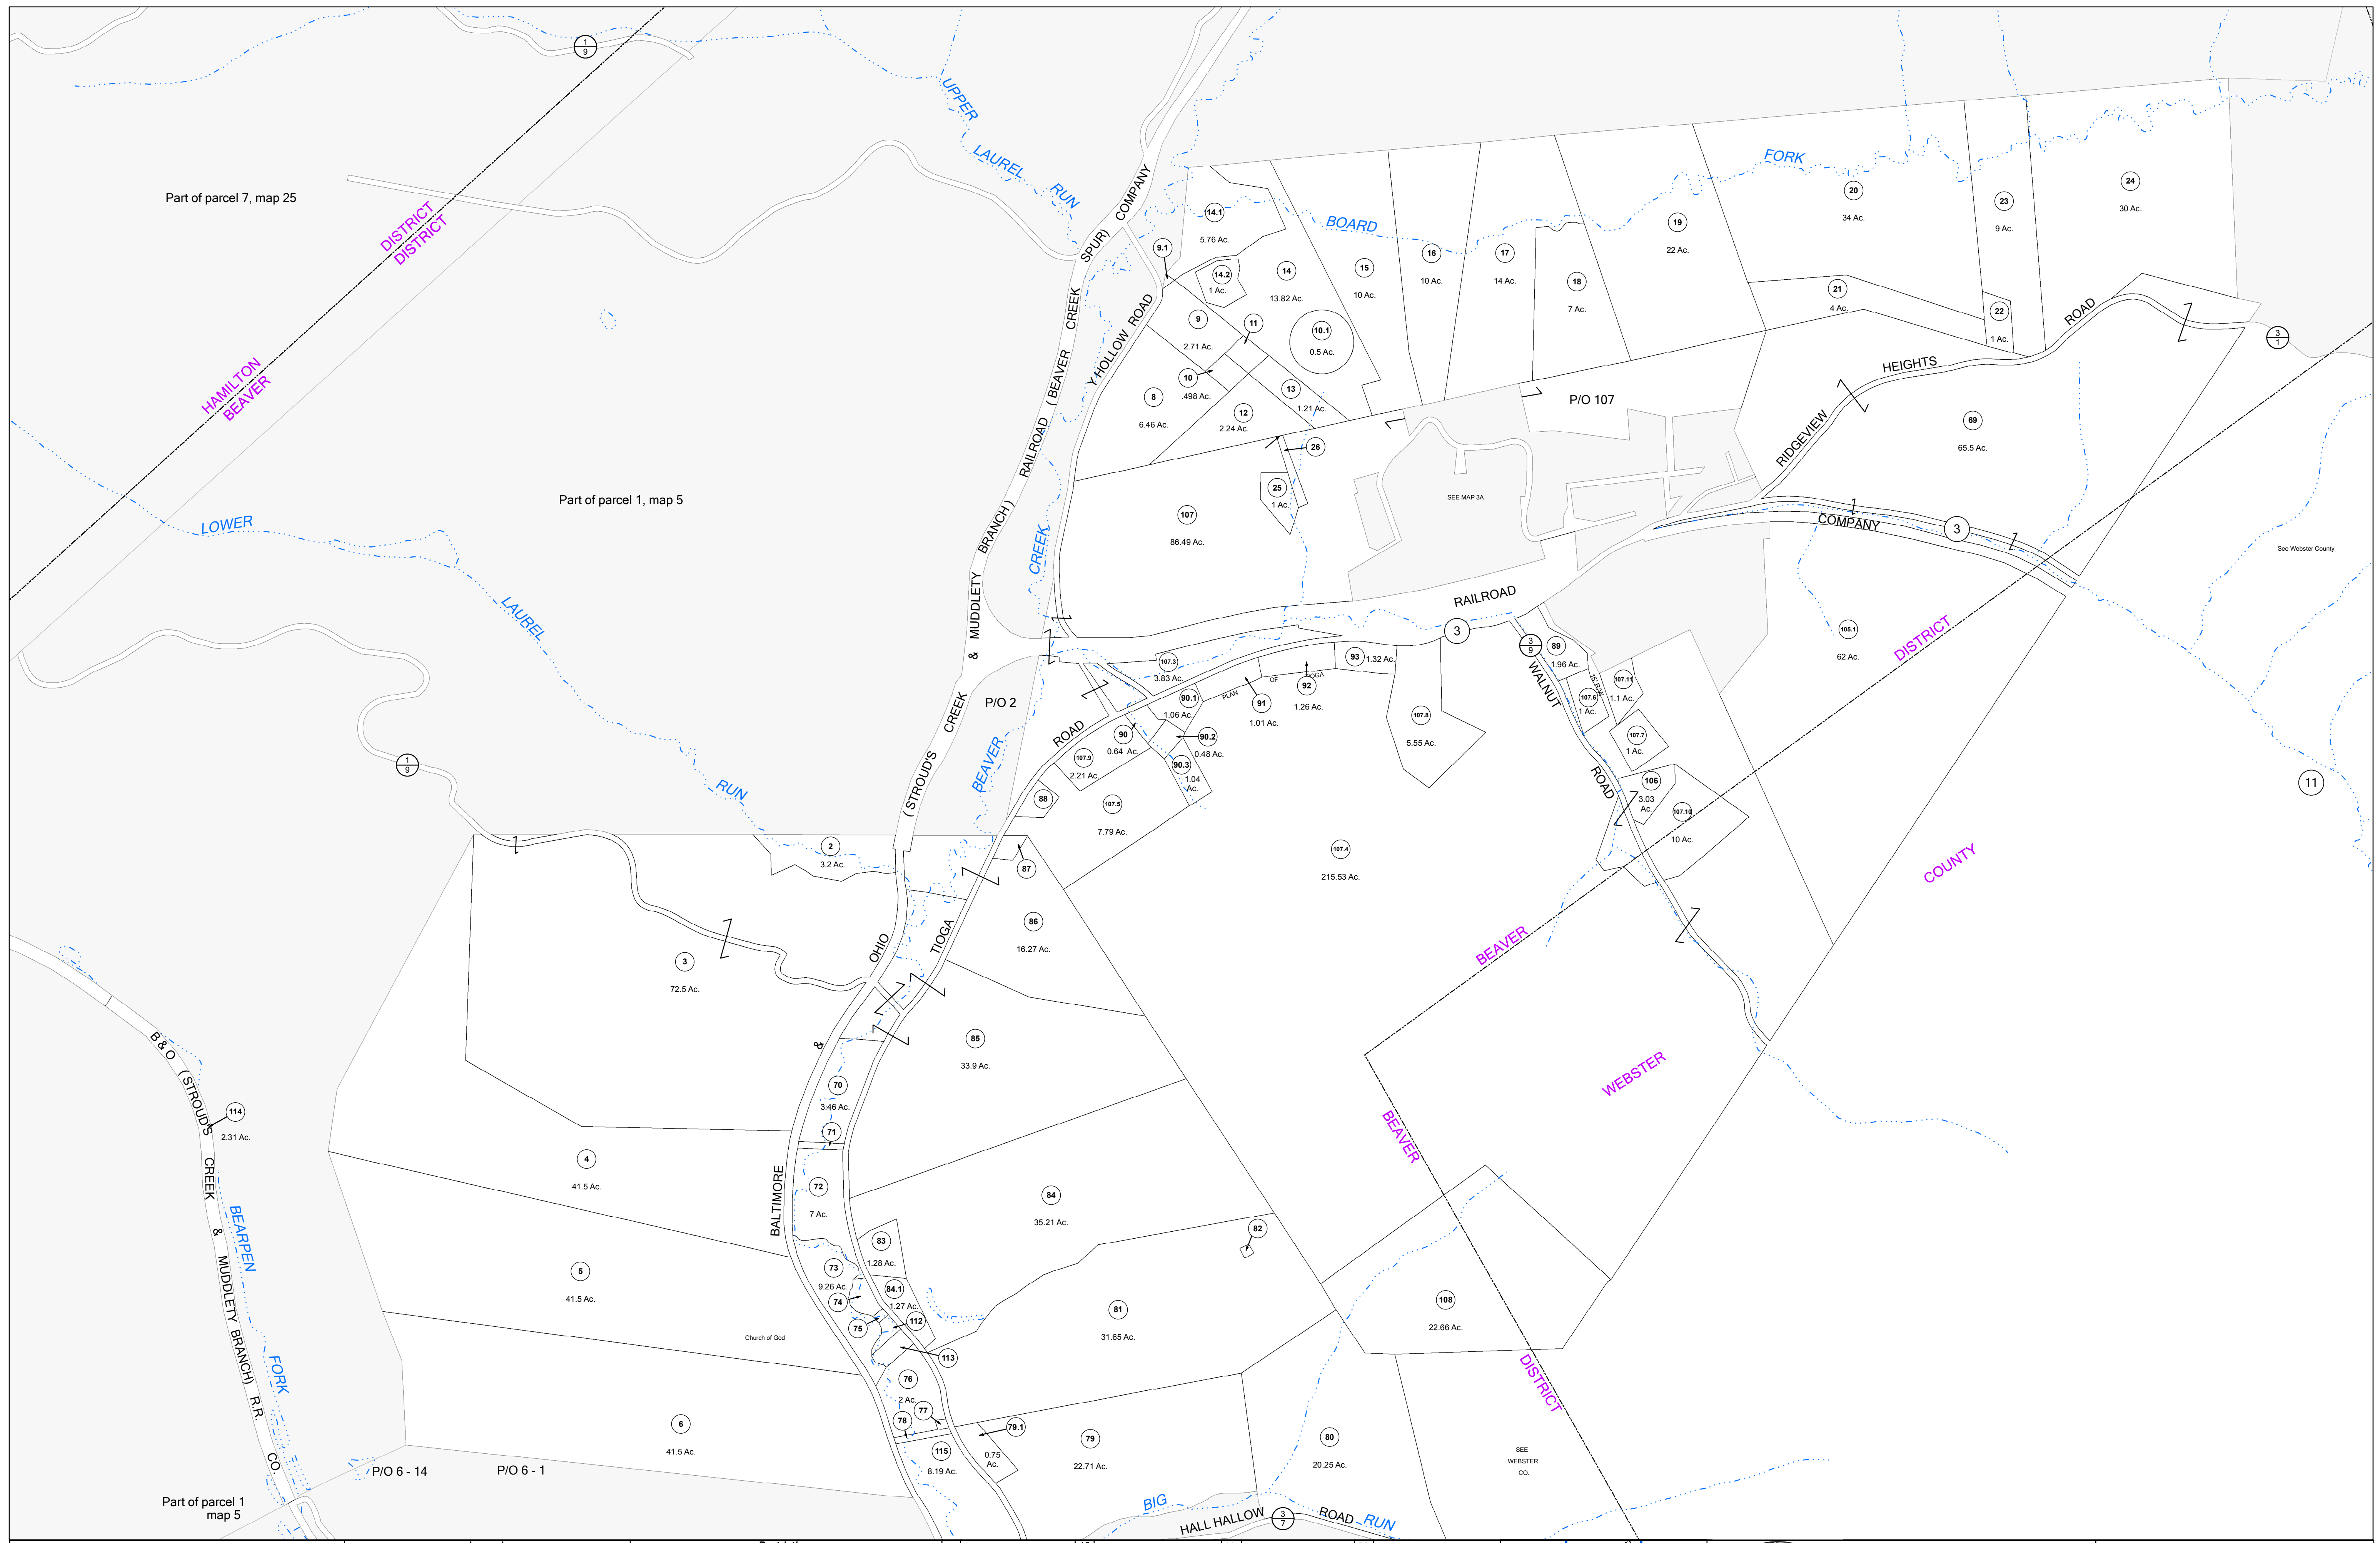 1
9
UPPER
LAUREL
RUN
COMPANY
SPUR)
CREEK
( BEAVER
RAILROAD
BRANCH )
MUDDLETY
&
CREEK
( STROUD'S
OHIO
&
BALTIMORE
Part of parcel 7, map 25
DISTRICT
DISTRICT
HAMILTON
BEAVER
Part of parcel 1, map 5
LOWER
LAUREL
RUN
1
9
Y HOLLOW ROAD
CREEK
BEAVER
BOARD
FORK
14.1
5.76 Ac.
9.1
14.2
1 Ac.
14
13.82 Ac.
15
10 Ac.
16
10 Ac.
17
14 Ac.
18
7 Ac.
19
22 Ac.
20
34 Ac.
23
9 Ac.
24
30 Ac.
21
4 Ac.
22
1 Ac.
9
2.71 Ac.
11
10.1
0.5 Ac.
10
.498 Ac.
8
6.46 Ac.
13
1.21 Ac.
12
2.24 Ac.
26
25
1 Ac.
107
86.49 Ac.
P/O 107
SEE MAP 3A
RIDGEVIEW
HEIGHTS
ROAD
3
1
69
65.5 Ac.
COMPANY
3
See Webster County
RAILROAD
3
3
9
WALNUT
ROAD
105.1
62 Ac.
DISTRICT
89
1.96 Ac.
15' R/W
107.6
1 Ac.
107.11
1.1 Ac.
107.7
1 Ac.
106
3.03
Ac.
107.10
10 Ac.
11
COUNTY
P/O 2
107.3
3.83 Ac.
93
1.32 Ac.
PLAN
OF
TIOGA
92
1.26 Ac.
91
1.01 Ac.
90.1
1.06 Ac.
90
0.64 Ac.
90.2
0.48 Ac.
90.3
1.04
Ac.
ROAD
107.9
2.21 Ac.
88
107.5
7.79 Ac.
107.8
5.55 Ac.
107.4
215.53 Ac.
2
3.2 Ac.
87
TIOGA
86
16.27 Ac.
3
72.5 Ac.
BEAVER
85
33.9 Ac.
WEBSTER
BEAVER
DISTRICT
B & O
( STROUD'S
CREEK
&
MUDDLETY
BRANCH)
R.R.
CO.
114
2.31 Ac.
BEARPEN
FORK
70
3.46 Ac.
71
4
41.5 Ac.
72
7 Ac.
84
35.21 Ac.
82
83
1.28 Ac.
73
9.26 Ac.
84.1
1.27 Ac.
74
75
112
113
5
41.5 Ac.
Church of God
81
31.65 Ac.
108
22.66 Ac.
76
2 Ac.
77
78
79.1
0.75
Ac.
115
8.19 Ac.
79
22.71 Ac.
80
20.25 Ac.
6
41.5 Ac.
SEE
WEBSTER
CO.
P/O 6 - 14
P/O 6 - 1
Part of parcel 1
map 5
BIG
RUN
HALL HALLOW
3
7
ROAD